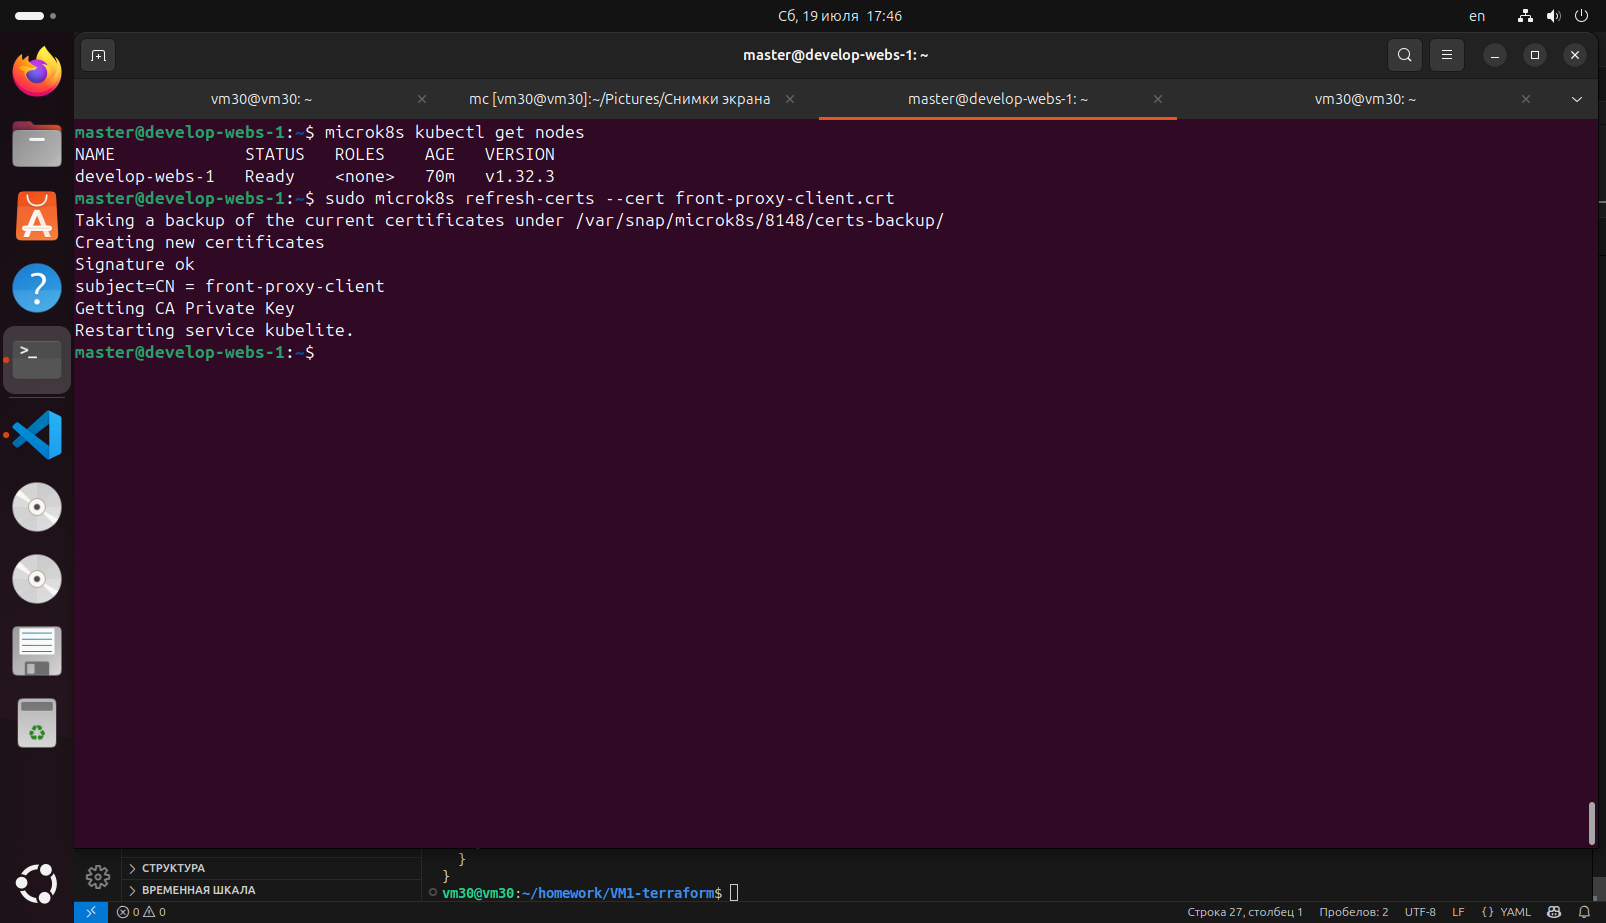 Сб, 19 июля 17:46
en
master@develop-webs-1: ~
vm30@vm30: ~
mc [vm30@vm30]:~/Pictures/Снимки экрана
master@develop-webs-1: ~
vm30@vm30: ~
master@develop-webs-1:~$ microk8s kubectl get nodes
NAME STATUS ROLES AGE VERSION
develop-webs-1 Ready <none> 70m v1.32.3
master@develop-webs-1:~$ sudo microk8s refresh-certs --cert front-proxy-client.crt
Taking a backup of the current certificates under /var/snap/microk8s/8148/certs-backup/
Creating new certificates
Signature ok
subject=CN = front-proxy-client
Getting CA Private Key
Restarting service kubelite.
master@develop-webs-1:~$
СТРУКТУРА
ВРЕМЕННАЯ ШКАЛА
}
}
vm30@vm30:~/homework/VM1-terraform$
0 0
Строка 27, столбец 1 Пробелов: 2 UTF-8 LF {} YAML